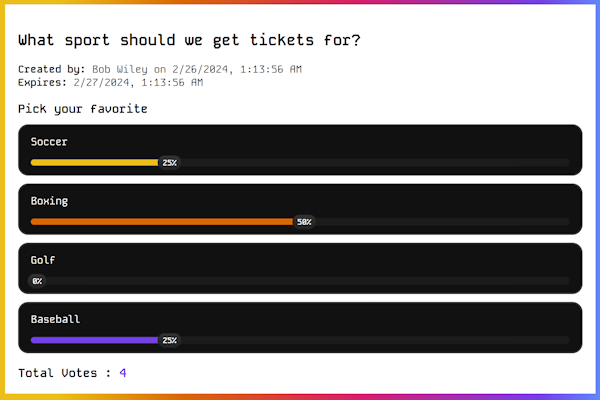 What sport should we get tickets for?
Created by: Bob Wiley on 2/26/2024, 1:13:56 AM
Expires: 2/27/2024, 1:13:56 AM
Pick your favorite
Soccer
25%
Boxing
50%
Golf
0%
Baseball
25%
Total Votes : 4